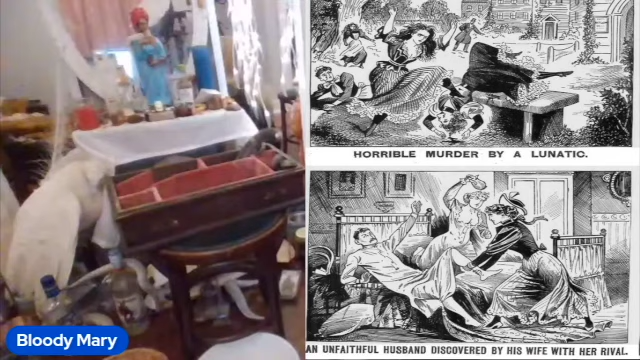 HORRIBLE MURDER BY A LUNATIC.
AN UNFAITHFUL HUSBAND DISCOVERED BY HIS WIFE WITH HER RIVAL.
Bloody Mary